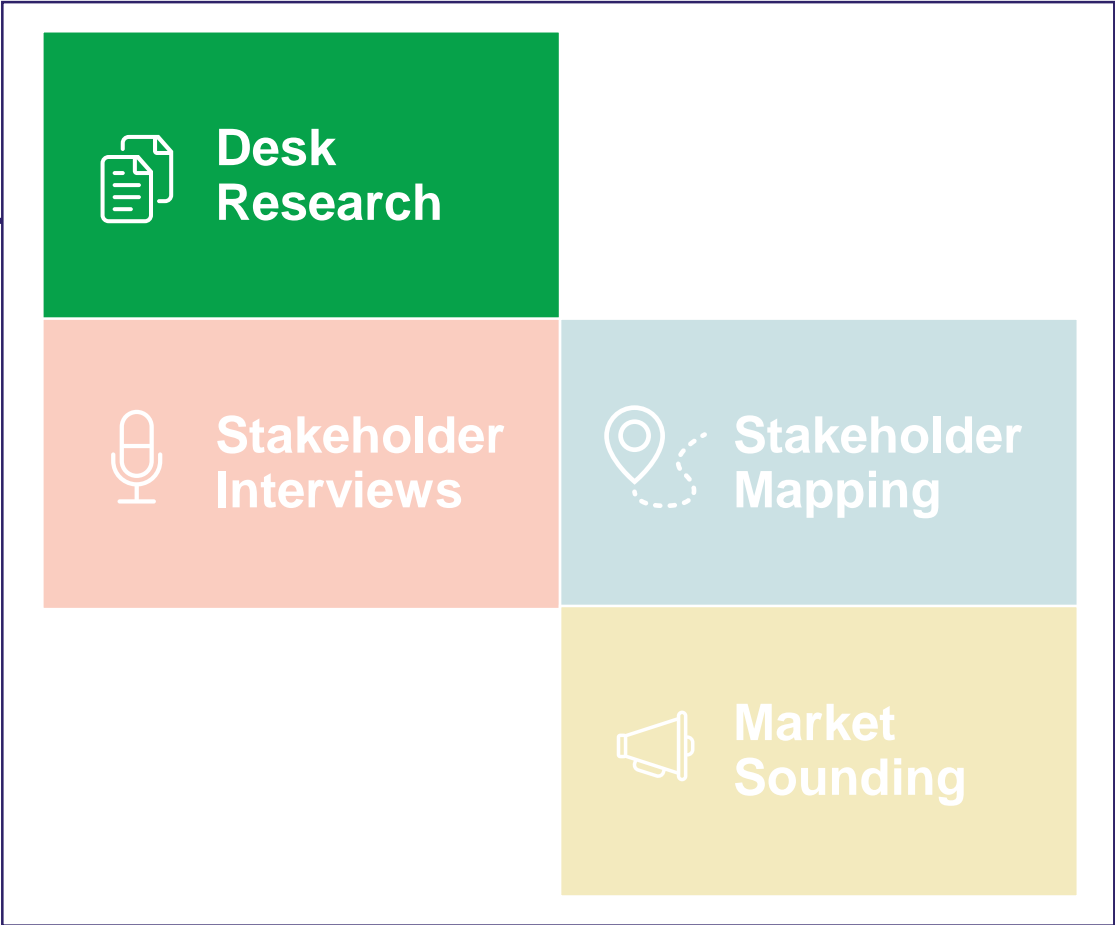 Desk
Research
Stakeholder
Interviews
Stakeholder
Mapping
Market
Sounding